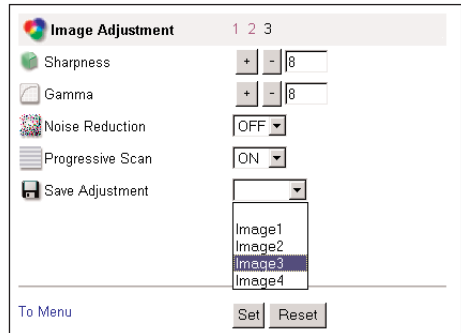 Image Adjustment 1 2 3
Sharpness + - 8
Gamma + - 8
Noise Reduction OFF
Progressive Scan ON
Save Adjustment
Image1
Image2
Image3
Image4
To Menu Set Reset